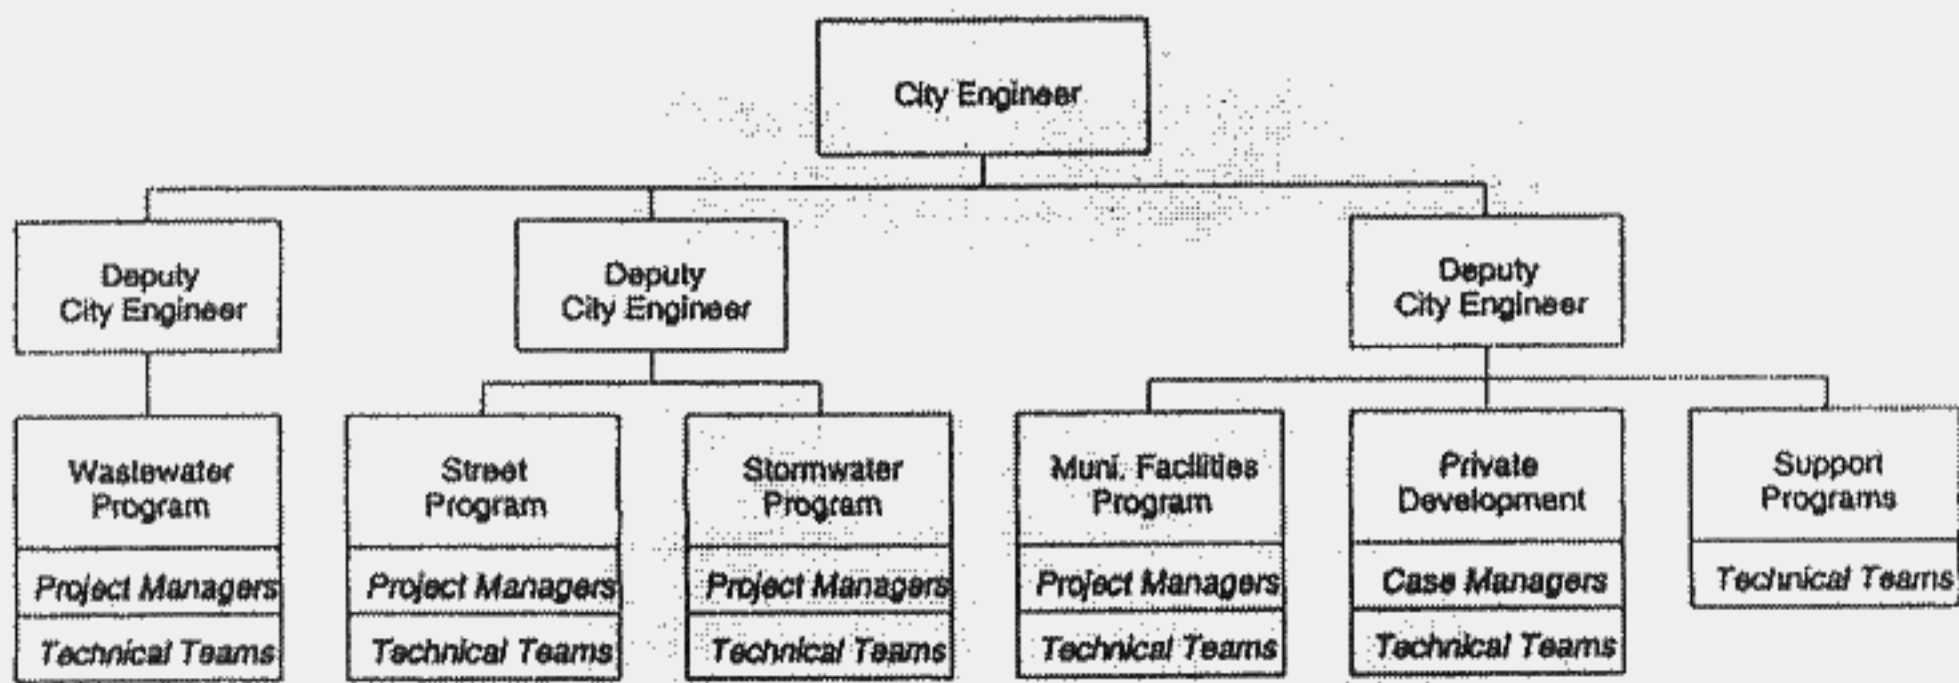 City Engineer
Deputy
City Engineer
Deputy
City Engineer
Deputy
City Engineer
Wastewater
Program
Project Managers
Technical Teams
Street
Program
Project Managers
Technical Teams
Stormwater
Program
Project Managers
Technical Teams
Muni. Facilities
Program
Project Managers
Technical Teams
Private
Development
Case Managers
Technical Teams
Support
Programs
Technical Teams